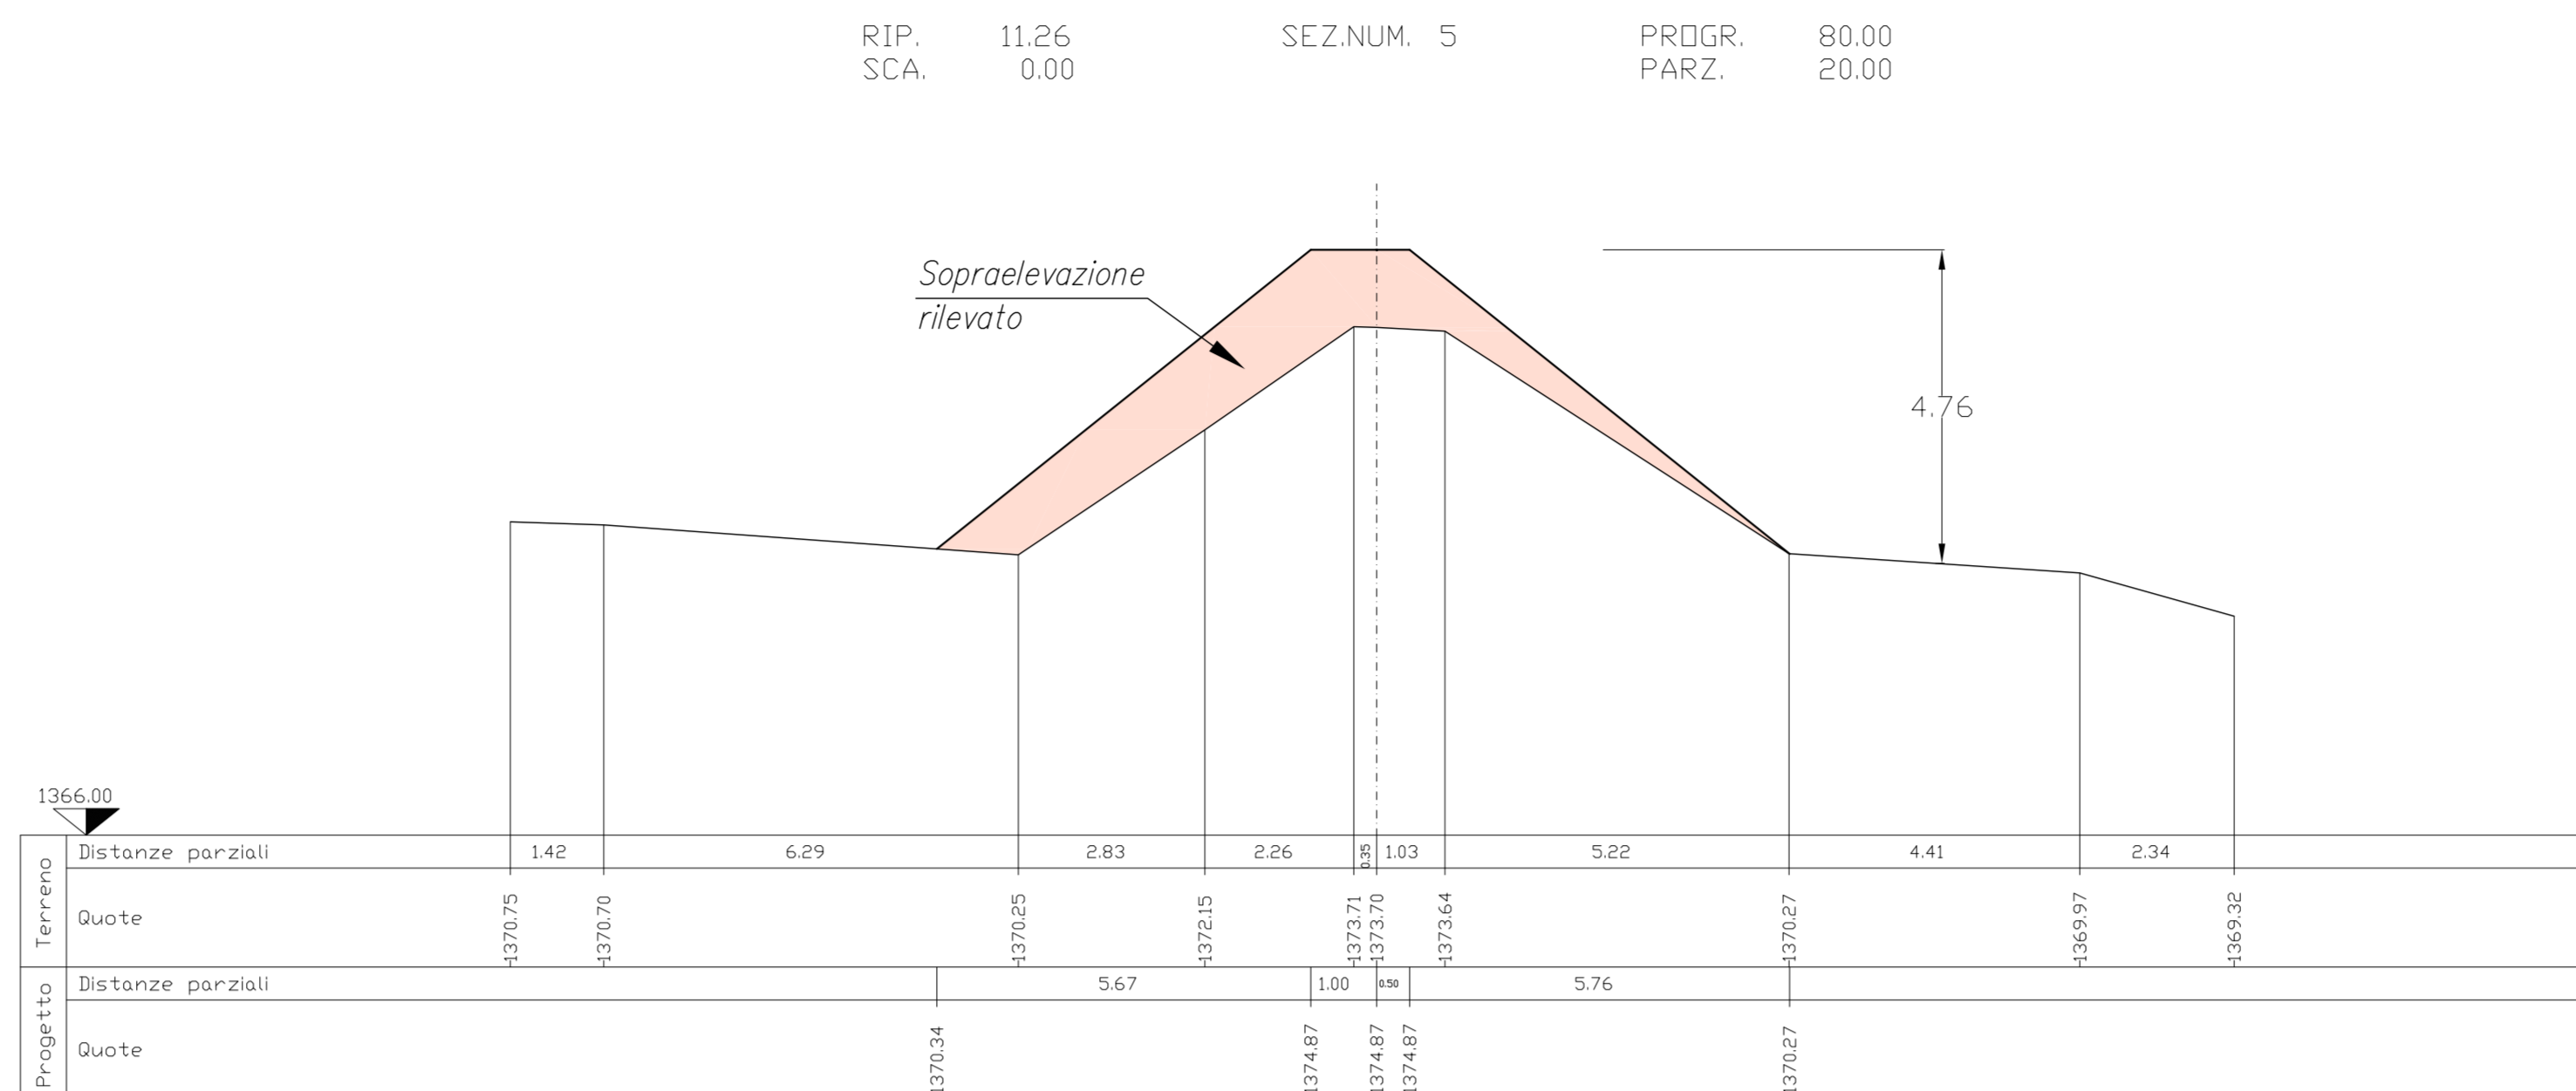 RIP. 11.26 SEZ.NUM. 5 PROGR. 80.00
SCA. 0.00 PARZ. 20.00
Sopraelevazione
rilevato
4.76
1366.00
Terreno
Distanze parziali 1.42 6.29 2.83 2.26 0.35 1.03 5.22 4.41 2.34
Quote 1370.75 1370.70 1370.25 1372.15 1373.71 1373.70 1373.64 1370.27 1369.97 1369.32
Progetto
Distanze parziali 5.67 1.00 0.50 5.76
Quote 1370.34 1374.87 1374.87 1374.87 1370.27